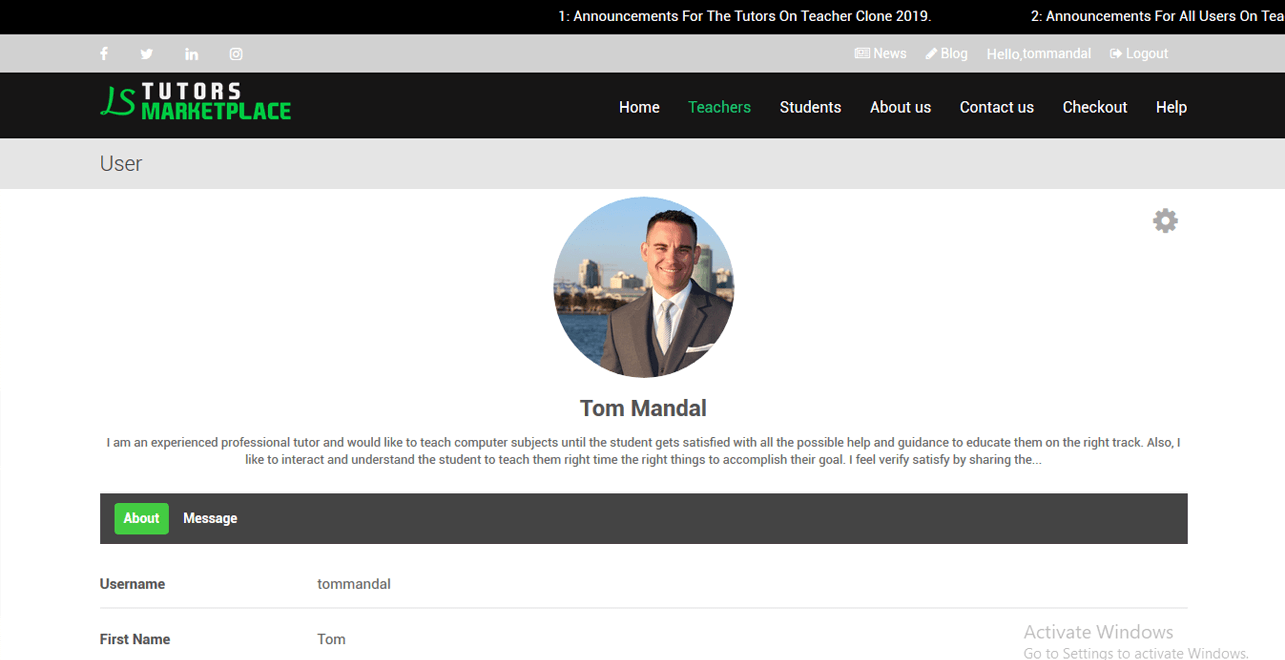 1: Announcements For The Tutors On Teacher Clone 2019. 2: Announcements For All Users On Tea
News Blog Hello,tommandal Logout
LS TUTORS MARKETPLACE
Home Teachers Students About us Contact us Checkout Help
User
Tom Mandal
I am an experienced professional tutor and would like to teach computer subjects until the student gets satisfied with all the possible help and guidance to educate them on the right track. Also, I
like to interact and understand the student to teach them right time the right things to accomplish their goal. I feel verify satisfy by sharing the...
About Message
Username tommandal
First Name Tom
Activate Windows
Go to Settings to activate Windows.